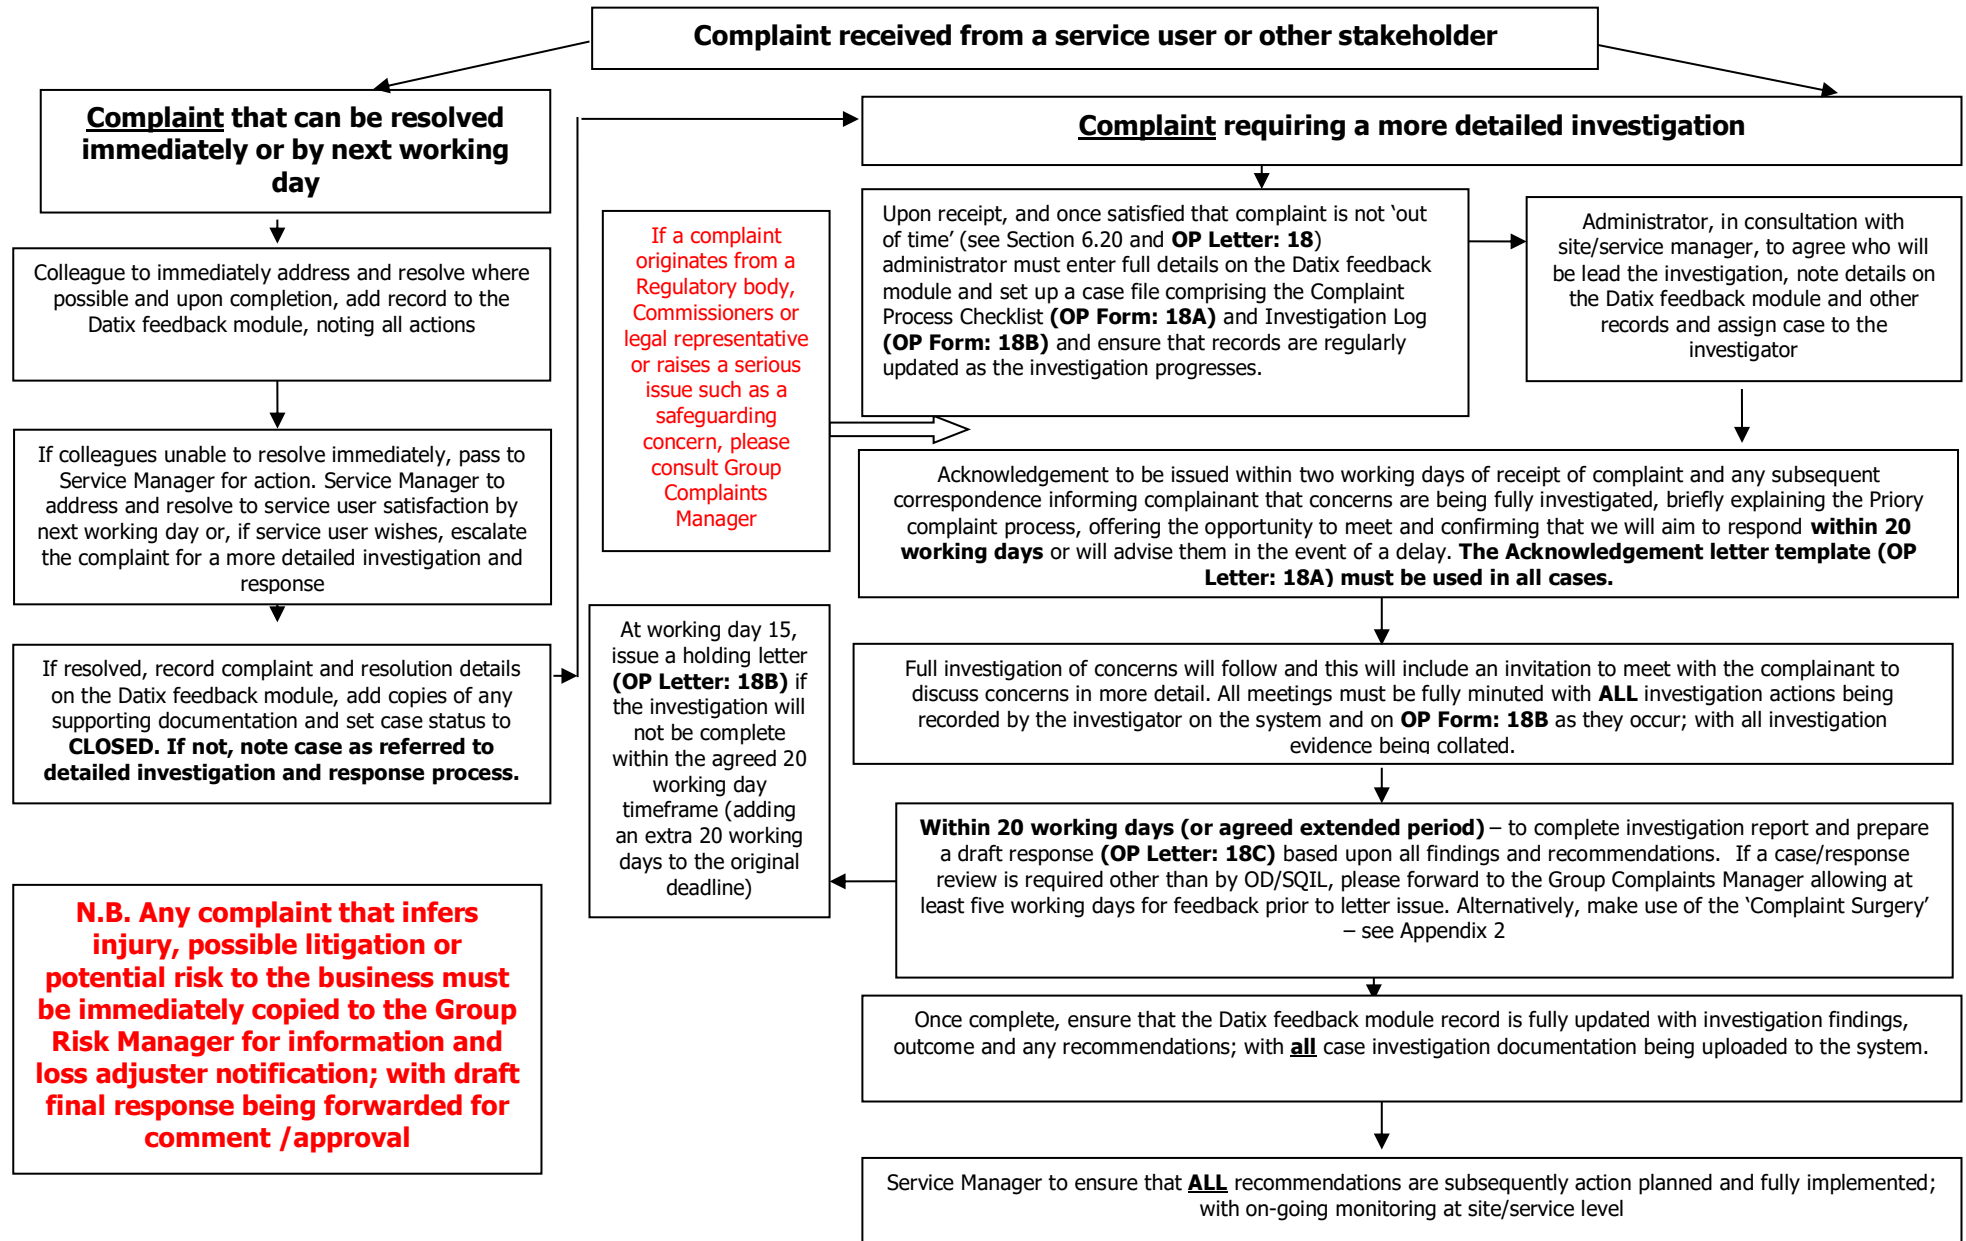 Complaint received from a service user or other stakeholder
Complaint that can be resolved
immediately or by next working
day
Colleague to immediately address and resolve where
possible and upon completion, add record to the
Datix feedback module, noting all actions
If colleagues unable to resolve immediately, pass to
Service Manager for action. Service Manager to
address and resolve to service user satisfaction by
next working day or, if service user wishes, escalate
the complaint for a more detailed investigation and
response
If resolved, record complaint and resolution details
on the Datix feedback module, add copies of any
supporting documentation and set case status to
CLOSED. If not, note case as referred to
detailed investigation and response process.
N.B. Any complaint that infers
injury, possible litigation or
potential risk to the business must
be immediately copied to the Group
Risk Manager for information and
loss adjuster notification; with draft
final response being forwarded for
comment /approval
Complaint requiring a more detailed investigation
If a complaint
originates from a
Regulatory body,
Commissioners or
legal representative
or raises a serious
issue such as a
safeguarding
concern, please
consult Group
Complaints
Manager
Upon receipt, and once satisfied that complaint is not ‘out
of time’ (see Section 6.20 and OP Letter: 18)
administrator must enter full details on the Datix feedback
module and set up a case file comprising the Complaint
Process Checklist (OP Form: 18A) and Investigation Log
(OP Form: 18B) and ensure that records are regularly
updated as the investigation progresses.
Administrator, in consultation with
site/service manager, to agree who will
be lead the investigation, note details on
the Datix feedback module and other
records and assign case to the
investigator
Acknowledgement to be issued within two working days of receipt of complaint and any subsequent
correspondence informing complainant that concerns are being fully investigated, briefly explaining the Priory
complaint process, offering the opportunity to meet and confirming that we will aim to respond within 20
working days or will advise them in the event of a delay. The Acknowledgement letter template (OP
Letter: 18A) must be used in all cases.
Full investigation of concerns will follow and this will include an invitation to meet with the complainant to
discuss concerns in more detail. All meetings must be fully minuted with ALL investigation actions being
recorded by the investigator on the system and on OP Form: 18B as they occur; with all investigation
evidence being collated.
At working day 15,
issue a holding letter
(OP Letter: 18B) if
the investigation will
not be complete
within the agreed 20
working day
timeframe (adding
an extra 20 working
days to the original
deadline)
Within 20 working days (or agreed extended period) – to complete investigation report and prepare
a draft response (OP Letter: 18C) based upon all findings and recommendations. If a case/response
review is required other than by OD/SQIL, please forward to the Group Complaints Manager allowing at
least five working days for feedback prior to letter issue. Alternatively, make use of the ‘Complaint Surgery’
– see Appendix 2
Once complete, ensure that the Datix feedback module record is fully updated with investigation findings,
outcome and any recommendations; with all case investigation documentation being uploaded to the system.
Service Manager to ensure that ALL recommendations are subsequently action planned and fully implemented;
with on-going monitoring at site/service level